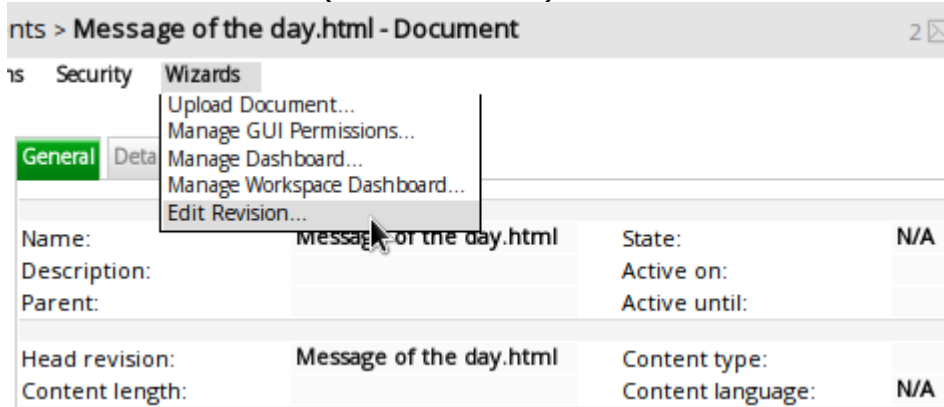 nts > Message of the day.html - Document 2
ns Security Wizards
Upload Document...
Manage GUI Permissions...
General Deta Manage Dashboard...
Manage Workspace Dashboard...
Edit Revision...
Name: Message of the day.html State: N/A
Description: Active on:
Parent: Active until:
Head revision: Message of the day.html Content type:
Content length: Content language: N/A